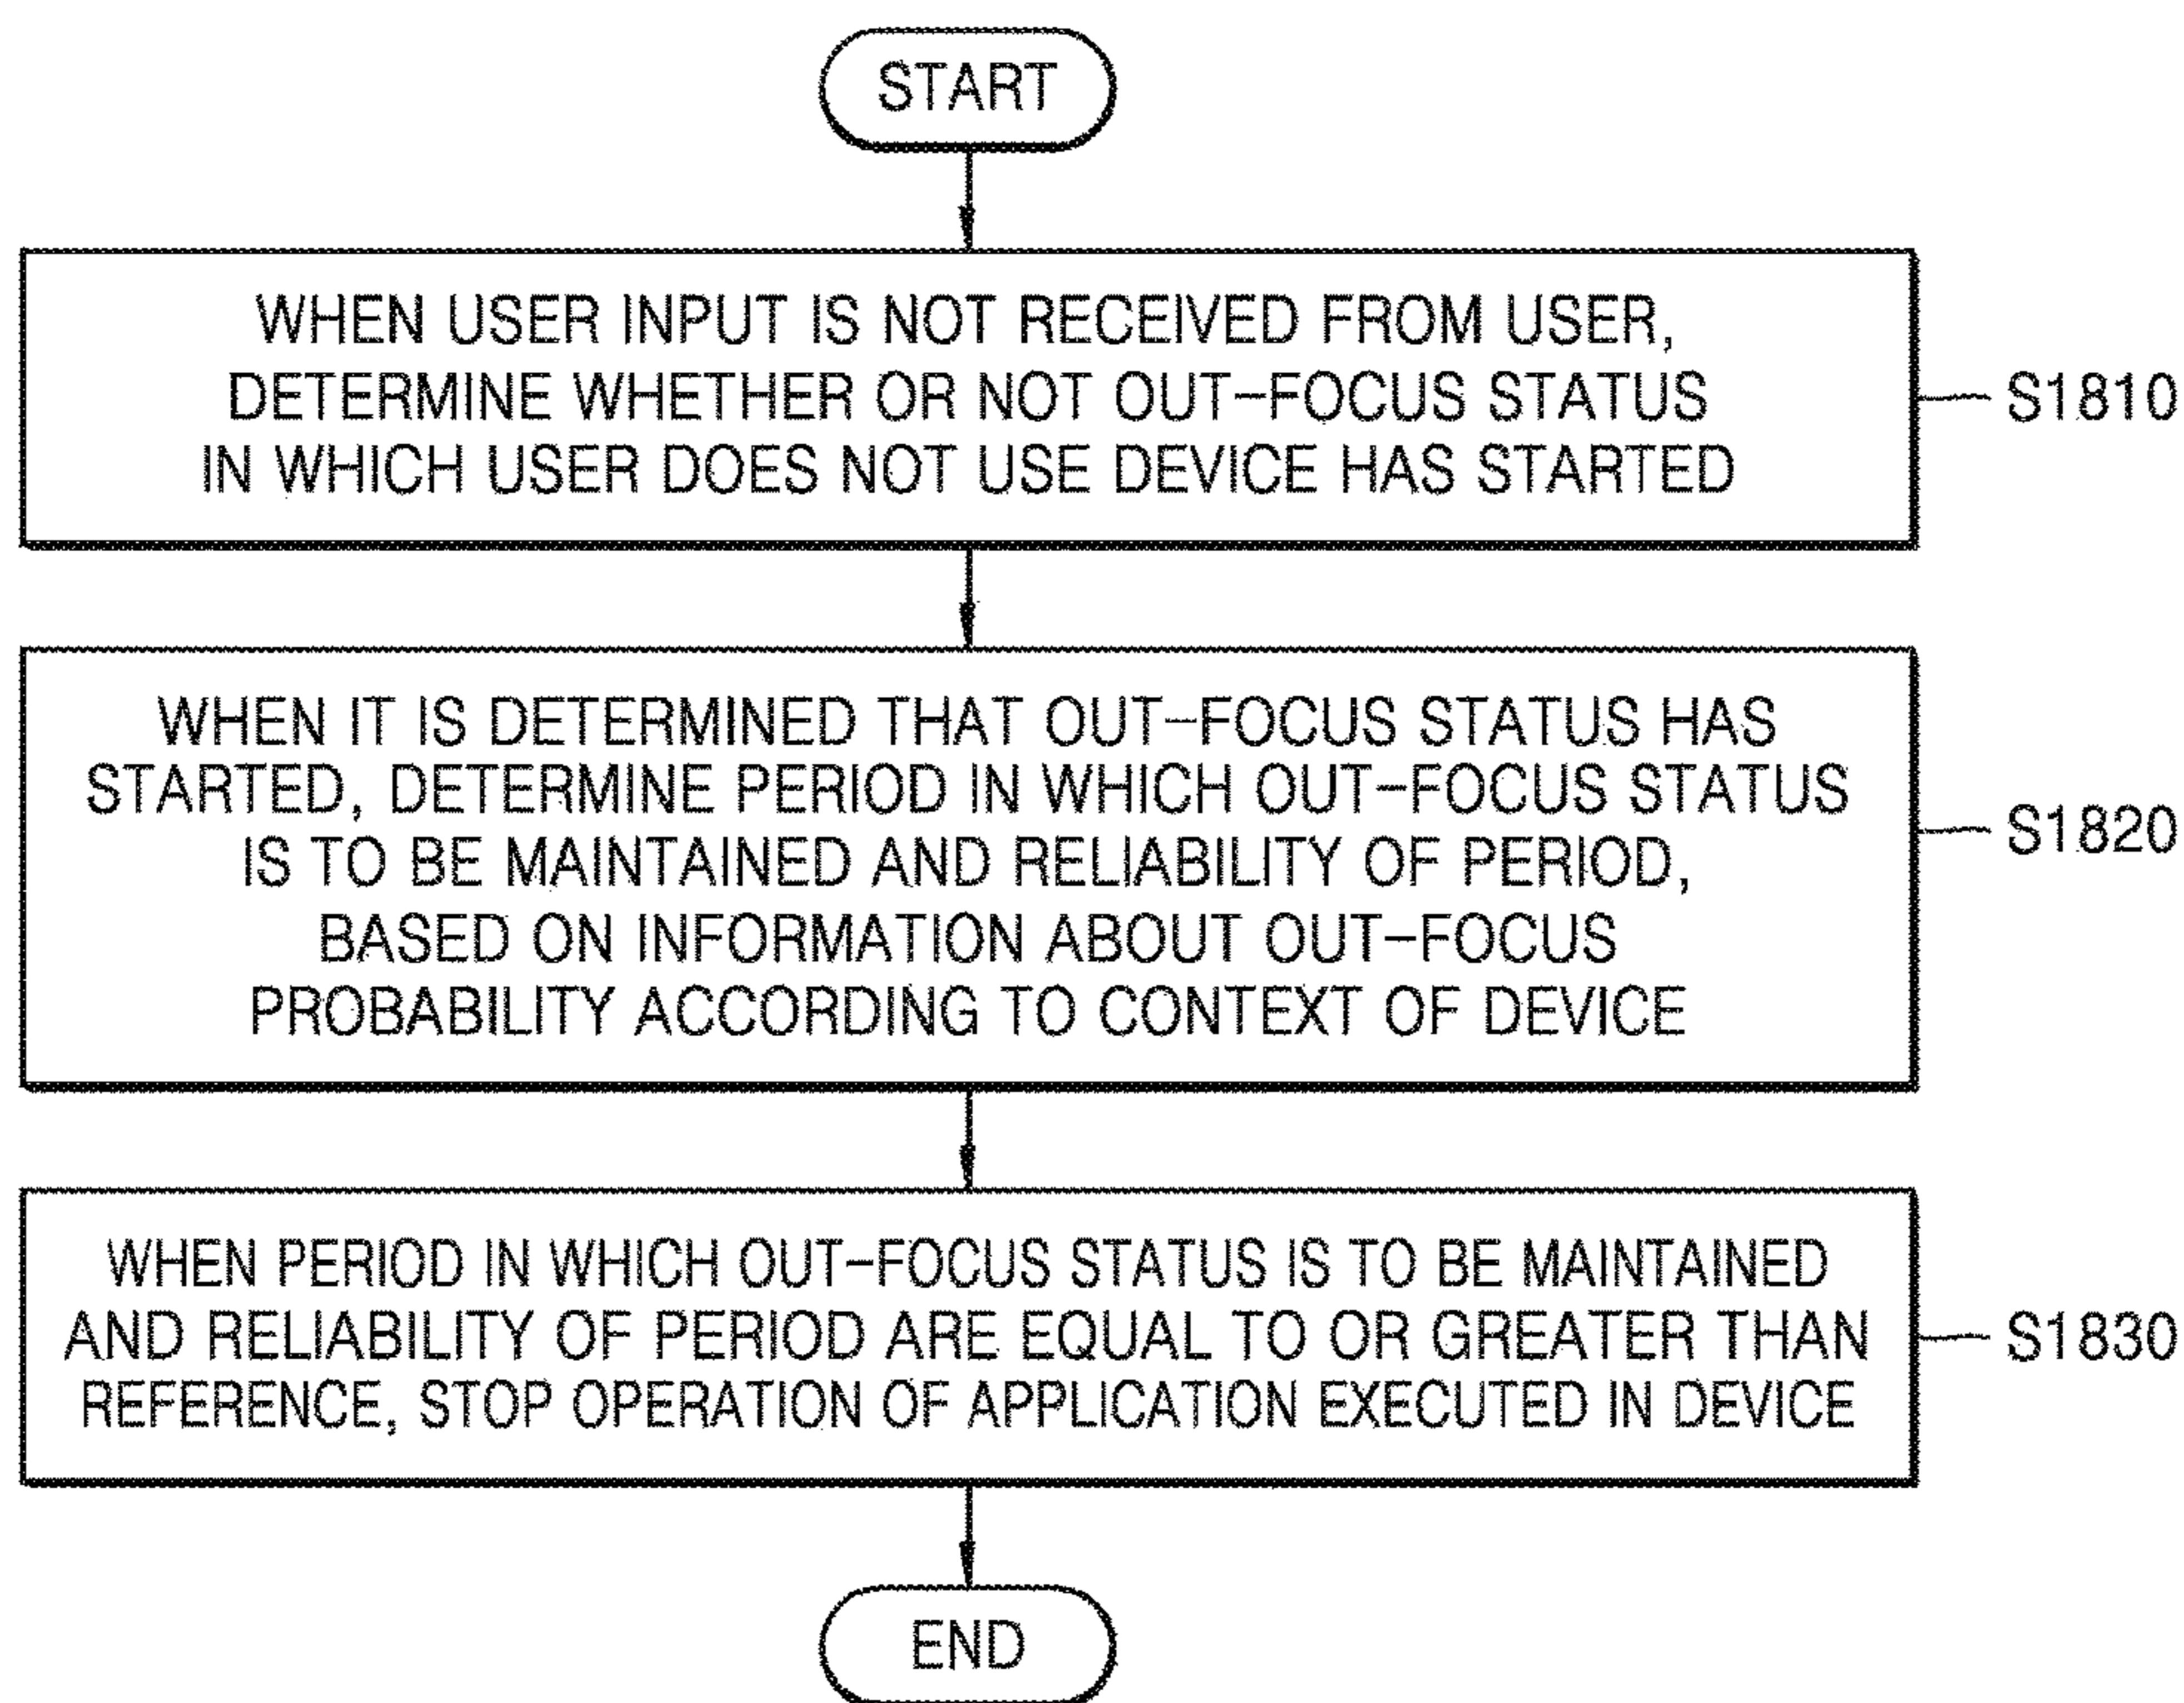 START
WHEN USER INPUT IS NOT RECEIVED FROM USER,
DETERMINE WHETHER OR NOT OUT-FOCUS STATUS
IN WHICH USER DOES NOT USE DEVICE HAS STARTED
S1810
WHEN IT IS DETERMINED THAT OUT-FOCUS STATUS HAS
STARTED, DETERMINE PERIOD IN WHICH OUT-FOCUS STATUS
IS TO BE MAINTAINED AND RELIABILITY OF PERIOD,
BASED ON INFORMATION ABOUT OUT-FOCUS
PROBABILITY ACCORDING TO CONTEXT OF DEVICE
S1820
WHEN PERIOD IN WHICH OUT-FOCUS STATUS IS TO BE MAINTAINED
AND RELIABILITY OF PERIOD ARE EQUAL TO OR GREATER THAN
REFERENCE, STOP OPERATION OF APPLICATION EXECUTED IN DEVICE
S1830
END